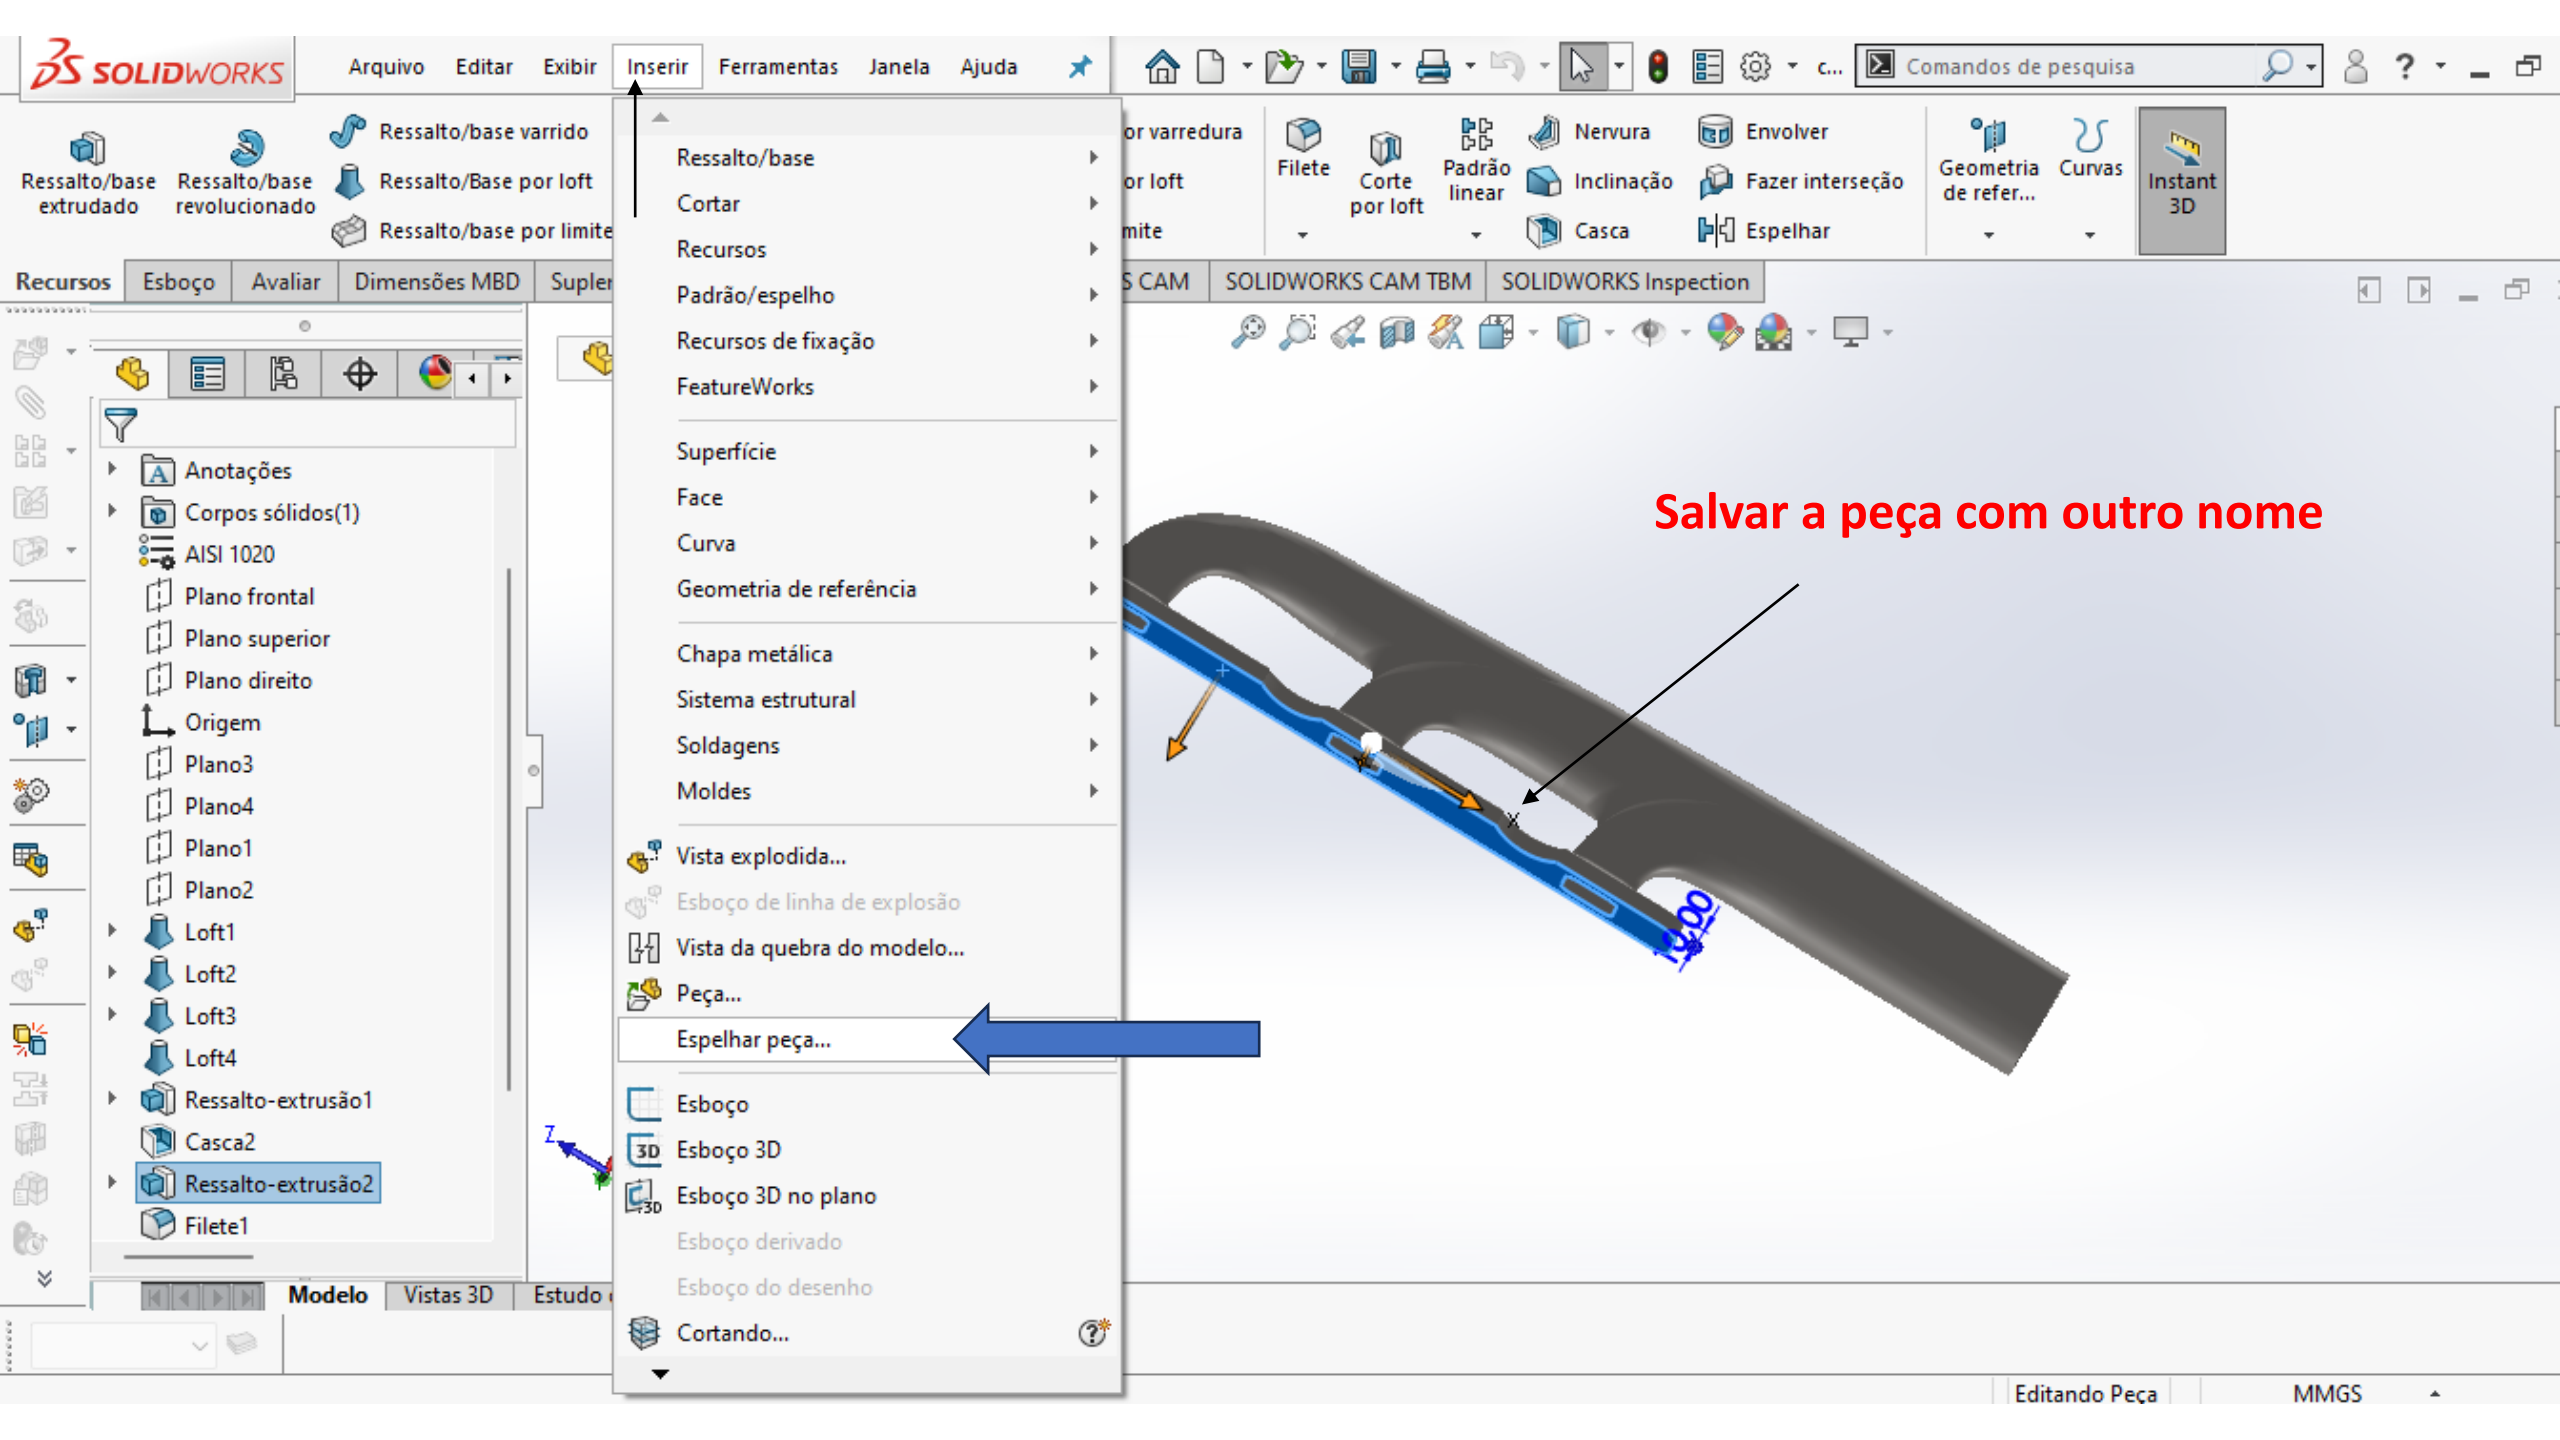 SOLIDWORKS
Arquivo Editar Exibir Inserir Ferramentas Janela Ajuda
c... Comandos de pesquisa
?
Ressalto/base extrudado
Ressalto/base revolucionado
Ressalto/base varrido
Ressalto/Base por loft
Ressalto/base por limite
or varredura
or loft
mite
Filete
Corte por loft
Padrão linear
Nervura
Inclinação
Casca
Envolver
Fazer interseção
Espelhar
Geometria de refer...
Curvas
Instant 3D
Recursos Esboço Avaliar Dimensões MBD Supler S CAM SOLIDWORKS CAM TBM SOLIDWORKS Inspection
Anotações
Corpos sólidos(1)
AISI 1020
Plano frontal
Plano superior
Plano direito
Origem
Plano3
Plano4
Plano1
Plano2
Loft1
Loft2
Loft3
Loft4
Ressalto-extrusão1
Casca2
Ressalto-extrusão2
Filete1
Ressalto/base
Cortar
Recursos
Padrão/espelho
Recursos de fixação
FeatureWorks
Superfície
Face
Curva
Geometria de referência
Chapa metálica
Sistema estrutural
Soldagens
Moldes
Vista explodida...
Esboço de linha de explosão
Vista da quebra do modelo...
Peça...
Espelhar peça...
Esboço
3D Esboço 3D
3D Esboço 3D no plano
Esboço derivado
Esboço do desenho
Cortando...
Salvar a peça com outro nome
X
Z
Modelo Vistas 3D Estudo
Editando Peça MMGS